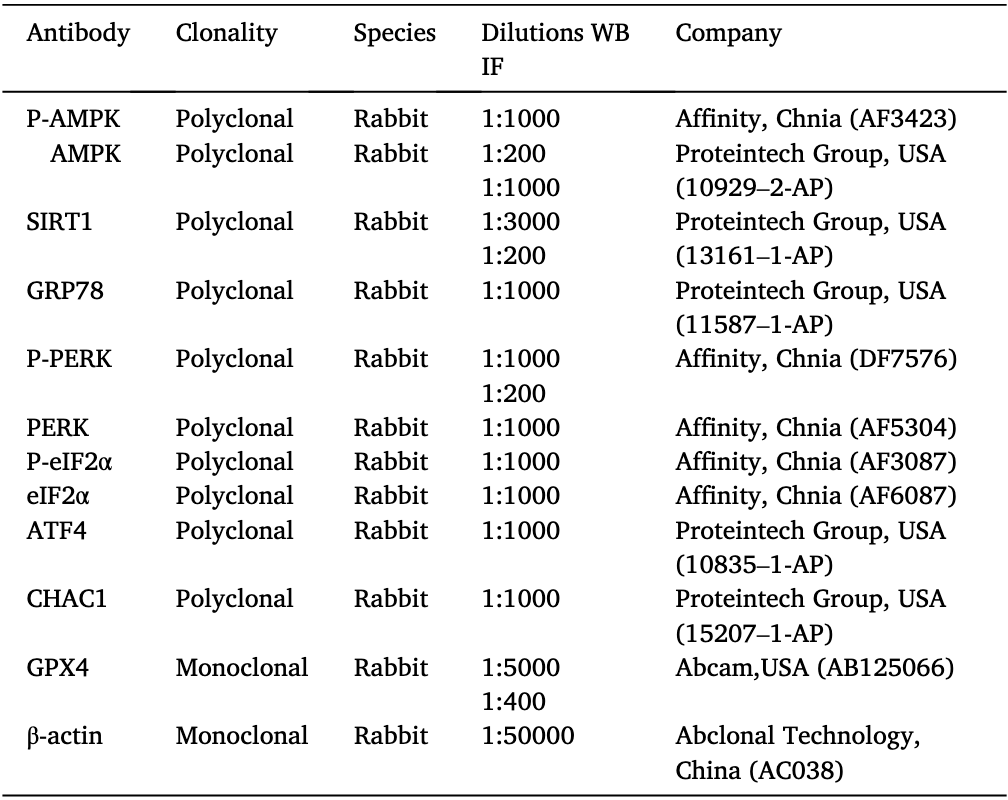 Antibody Clonality Species Dilutions WB Company
IF
P-AMPK Polyclonal Rabbit 1:1000 Affinity, Chnia (AF3423)
AMPK Polyclonal Rabbit 1:200 Proteintech Group, USA
1:1000 (10929–2-AP)
SIRT1 Polyclonal Rabbit 1:3000 Proteintech Group, USA
1:200 (13161–1-AP)
GRP78 Polyclonal Rabbit 1:1000 Proteintech Group, USA
(11587–1-AP)
P-PERK Polyclonal Rabbit 1:1000 Affinity, Chnia (DF7576)
1:200
PERK Polyclonal Rabbit 1:1000 Affinity, Chnia (AF5304)
P-eIF2α Polyclonal Rabbit 1:1000 Affinity, Chnia (AF3087)
eIF2α Polyclonal Rabbit 1:1000 Affinity, Chnia (AF6087)
ATF4 Polyclonal Rabbit 1:1000 Proteintech Group, USA
(10835–1-AP)
CHAC1 Polyclonal Rabbit 1:1000 Proteintech Group, USA
(15207–1-AP)
GPX4 Monoclonal Rabbit 1:5000 Abcam,USA (AB125066)
1:400
β-actin Monoclonal Rabbit 1:50000 Abclonal Technology,
China (AC038)